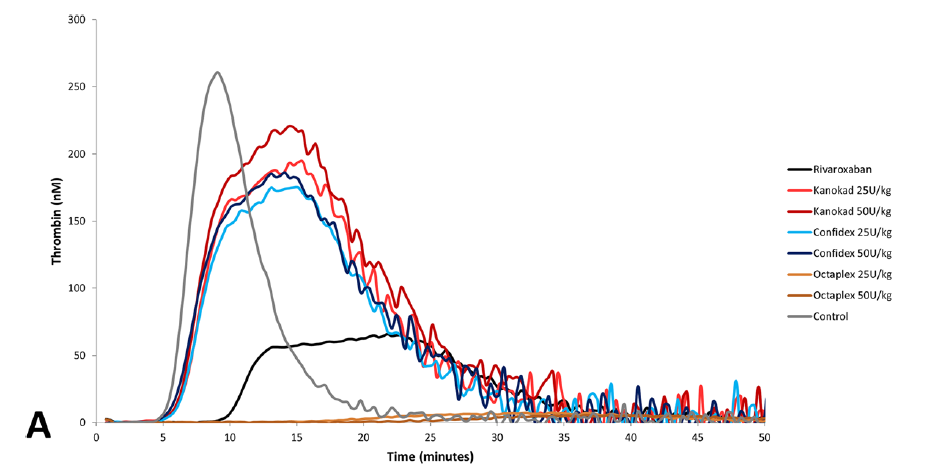 300
250
200
150
100
50
0
Thrombin (nM)
0 5 10 15 20 25 30 35 40 45 50
Time (minutes)
Rivaroxaban
Kanokad 25U/kg
Kanokad 50U/kg
Confidex 25U/kg
Confidex 50U/kg
Octaplex 25U/kg
Octaplex 50U/kg
Control
A